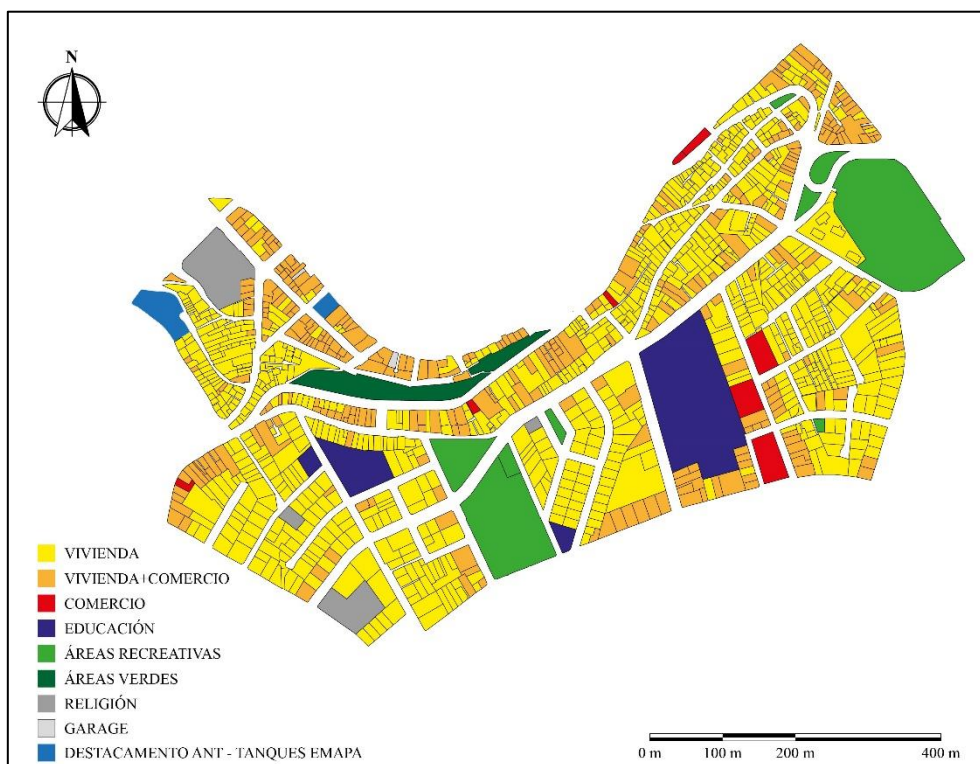 N
VIVIENDA
VIVIENDA+COMERCIO
COMERCIO
EDUCACIÓN
ÁREAS RECREATIVAS
ÁREAS VERDES
RELIGIÓN
GARAGE
DESTACAMENTO ANT - TANQUES EMAPA
0 m 100 m 200 m 400 m